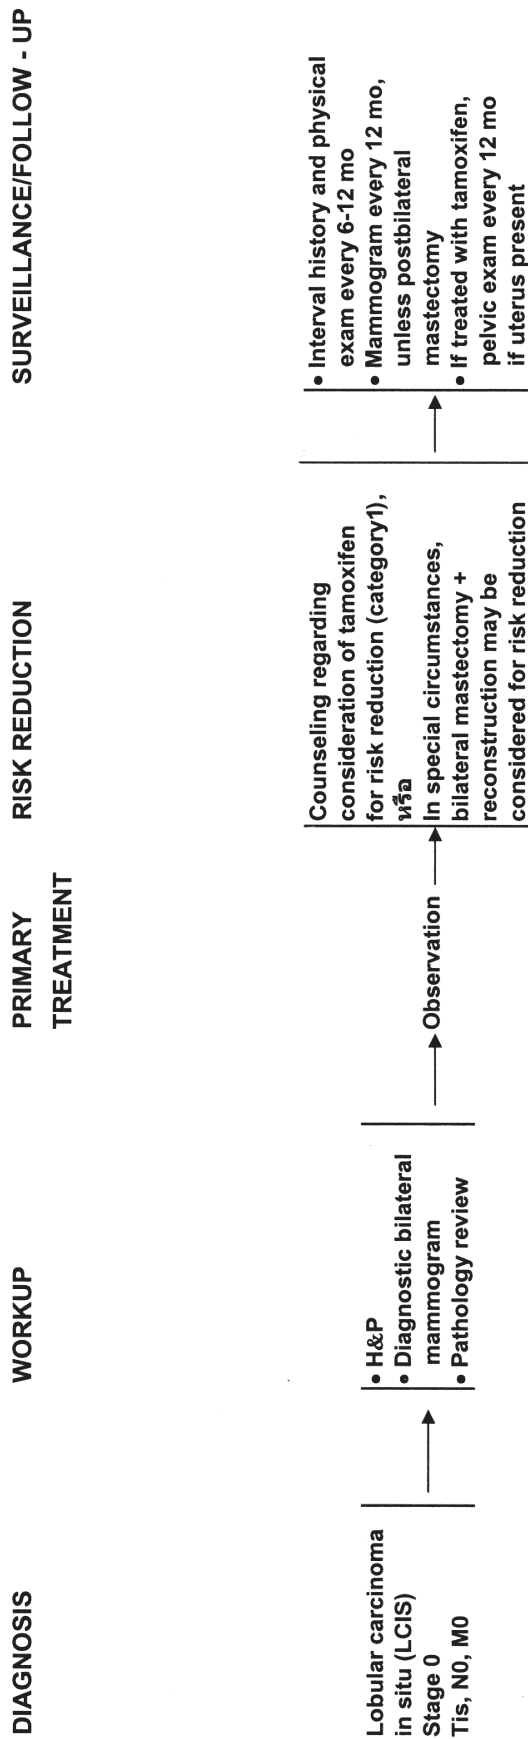 DIAGNOSIS
WORKUP
PRIMARY
TREATMENT
RISK REDUCTION
SURVEILLANCE/FOLLOW - UP
Lobular carcinoma
in situ (LCIS)
Stage 0
Tis, N0, M0
• H&P
• Diagnostic bilateral
mammogram
• Pathology review
Observation
Counseling regarding
consideration of tamoxifen
for risk reduction (category1),
หรือ
In special circumstances,
bilateral mastectomy +
reconstruction may be
considered for risk reduction
• Interval history and physical
exam every 6-12 mo
• Mammogram every 12 mo,
unless postbilateral
mastectomy
• If treated with tamoxifen,
pelvic exam every 12 mo
if uterus present